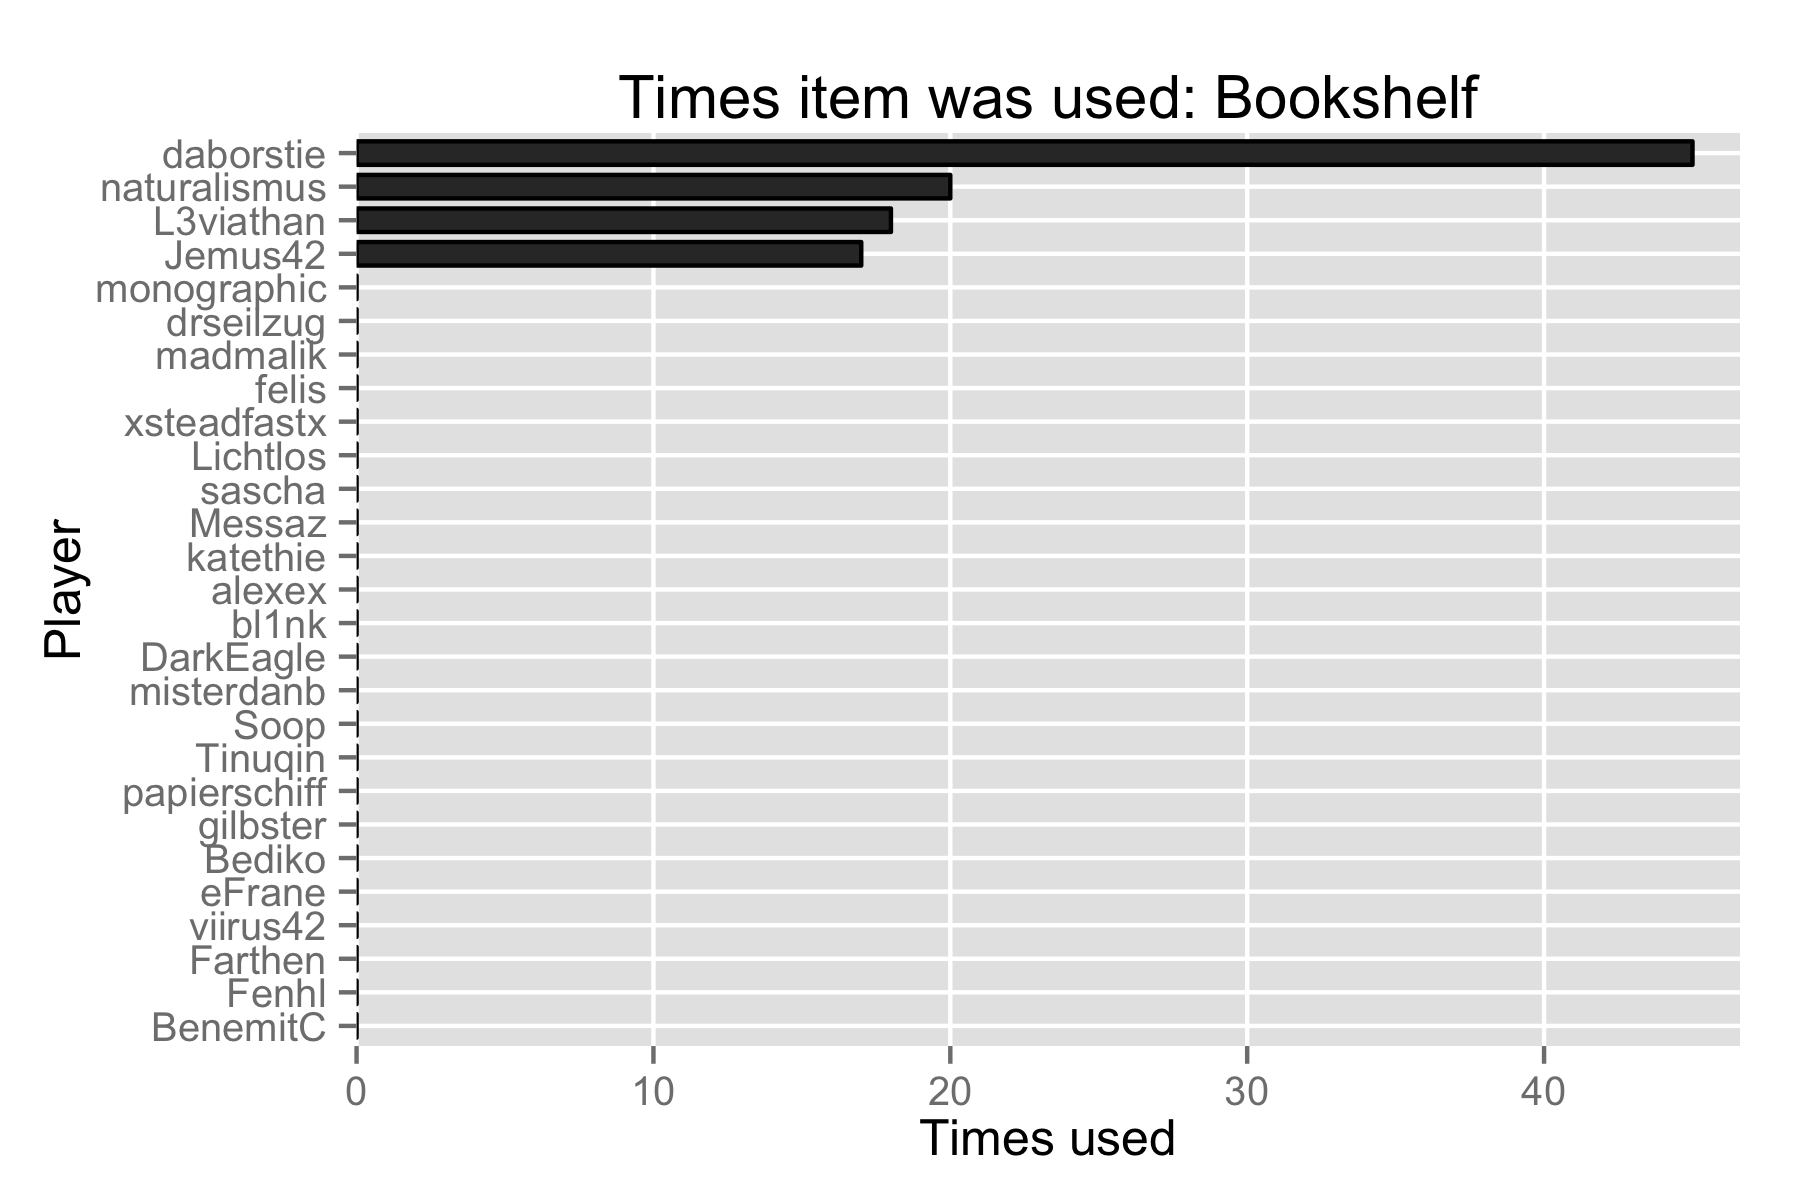 Times item was used: Bookshelf
daborstie
naturalismus
L3viathan
Jemus42
monographic
drseilzug
madmalik
felis
xsteadfastx
Lichtlos
sascha
Messaz
katethie
alexex
bl1nk
DarkEagle
misterdanb
Soop
Tinuqin
papierschiff
gilbster
Bediko
eFrane
viirus42
Farthen
Fenhl
BenemitC
Player
0 10 20 30 40
Times used